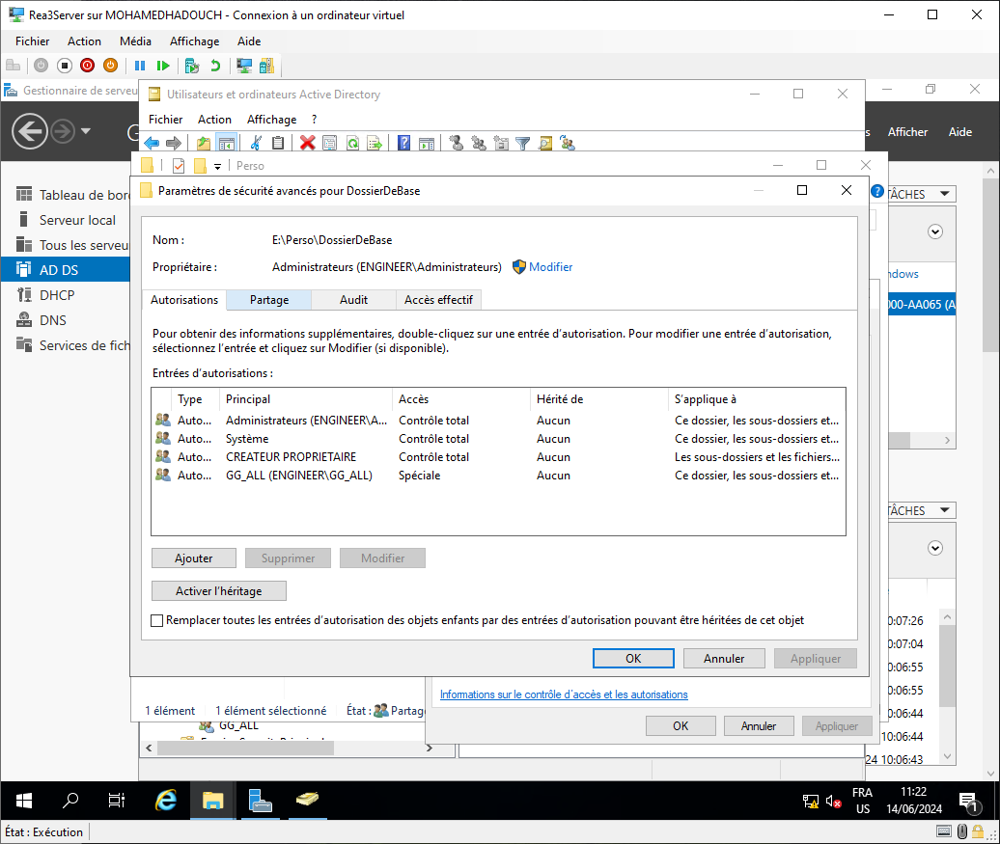 Rea3Server sur MOHAMEDHADOUCH - Connexion à un ordinateur virtuel
Fichier Action Média Affichage Aide
Gestionnaire de serveu
Utilisateurs et ordinateurs Active Directory
Fichier Action Affichage ?
Afficher Aide
Perso
Paramètres de sécurité avancés pour DossierDeBase
Tableau de bor
Serveur local
Tous les serveu
AD DS
DHCP
DNS
Services de fich
Nom : E:\Perso\DossierDeBase
Propriétaire : Administrateurs (ENGINEER\Administrateurs) Modifier
Autorisations Partage Audit Accès effectif
Pour obtenir des informations supplémentaires, double-cliquez sur une entrée d'autorisation. Pour modifier une entrée d'autorisation,
sélectionnez l'entrée et cliquez sur Modifier (si disponible).
Entrées d'autorisations :
Type Principal Accès Hérité de S'applique à
Auto... Administrateurs (ENGINEER\A... Contrôle total Aucun Ce dossier, les sous-dossiers et...
Auto... Système Contrôle total Aucun Ce dossier, les sous-dossiers et...
Auto... CREATEUR PROPRIETAIRE Contrôle total Aucun Les sous-dossiers et les fichiers...
Auto... GG_ALL (ENGINEER\GG_ALL) Spéciale Aucun Ce dossier, les sous-dossiers et...
Ajouter Supprimer Modifier
Activer l'héritage
Remplacer toutes les entrées d'autorisation des objets enfants par des entrées d'autorisation pouvant être héritées de cet objet
OK Annuler Appliquer
ÂCHES
ndows
000-AA065 (A
ÂCHES
0:07:26
0:07:04
0:06:55
0:06:55
0:06:44
10:06:44
24 10:06:43
Informations sur le contrôle d'accès et les autorisations
1 élément 1 élément sélectionné État : Partag
OK Annuler Appliquer
GG_ALL
FRA
US
11:22
14/06/2024
1
État : Exécution